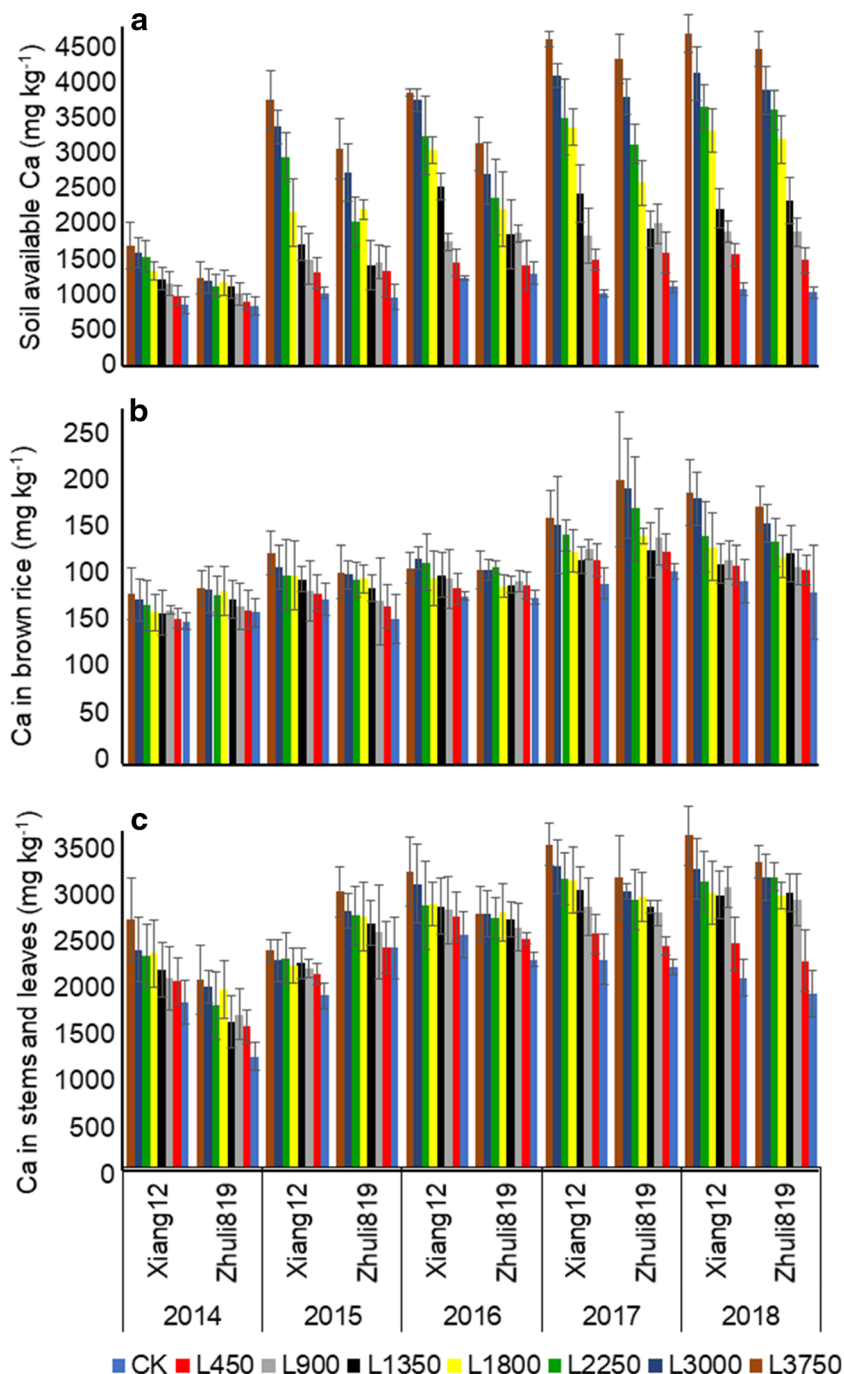 a
Soil available Ca (mg kg⁻¹)
4500
4000
3500
3000
2500
2000
1500
1000
500
0
b
Ca in brown rice (mg kg⁻¹)
250
200
150
100
150
100
50
0
c
Ca in stems and leaves (mg kg⁻¹)
3500
3000
2500
2000
1500
1000
500
0
Xiang12 Zhuli819 Xiang12 Zhuli819 Xiang12 Zhuli819 Xiang12 Zhuli819 Xiang12 Zhuli819
2014 2015 2016 2017 2018
CK L450 L900 L1350 L1800 L2250 L3000 L3750